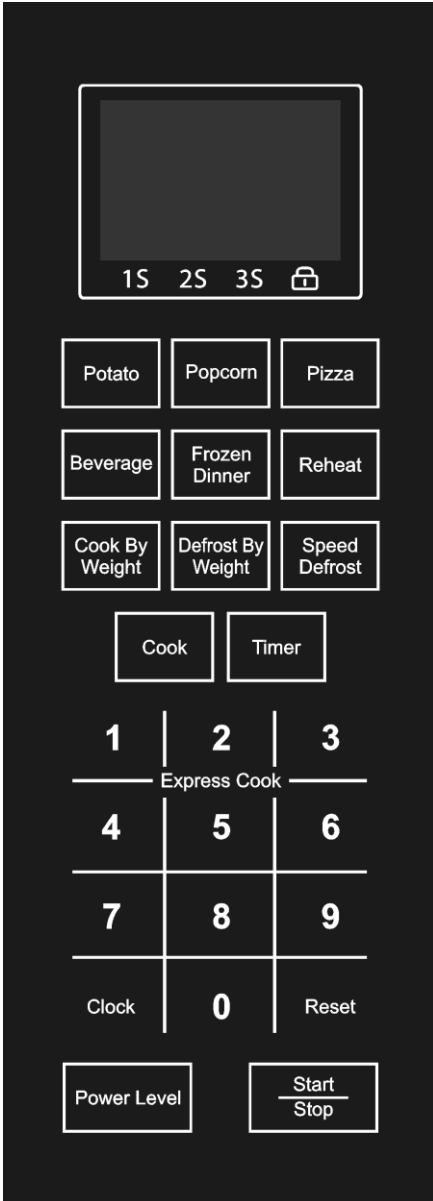 1S 2S 3S
Potato Popcorn Pizza
Beverage Frozen Dinner Reheat
Cook By Weight Defrost By Weight Speed Defrost
Cook Timer
1 2 3
Express Cook
4 5 6
7 8 9
Clock 0 Reset
Power Level Start
Stop